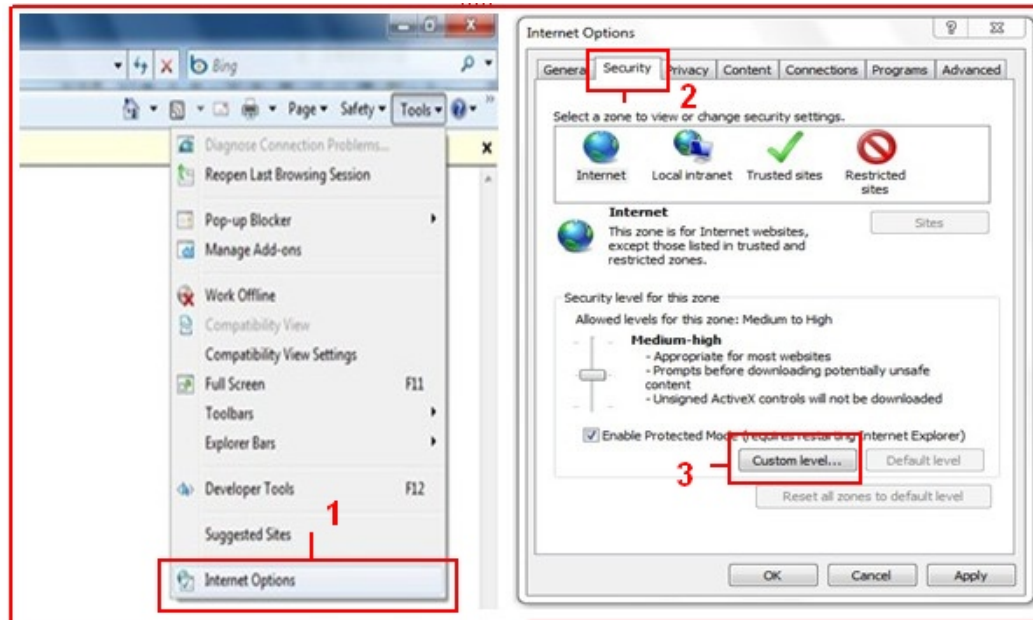 Bing
Page Safety Tools
Diagnose Connection Problems...
Reopen Last Browsing Session
Pop-up Blocker
Manage Add-ons
Work Offline
Compatibility View
Compatibility View Settings
Full Screen F11
Toolbars
Explorer Bars
Developer Tools F12
1
Suggested Sites
Internet Options
Internet Options
General Security Privacy Content Connections Programs Advanced
2
Select a zone to view or change security settings.
Internet Local intranet Trusted sites Restricted
sites
Internet
Sites
This zone is for Internet websites,
except those listed in trusted and
restricted zones.
Security level for this zone
Allowed levels for this zone: Medium to High
Medium-high
- Appropriate for most websites
- Prompts before downloading potentially unsafe
content
- Unsigned ActiveX controls will not be downloaded
Enable Protected Mode (requires restarting Internet Explorer)
3
Custom level... Default level
Reset all zones to default level
OK Cancel Apply